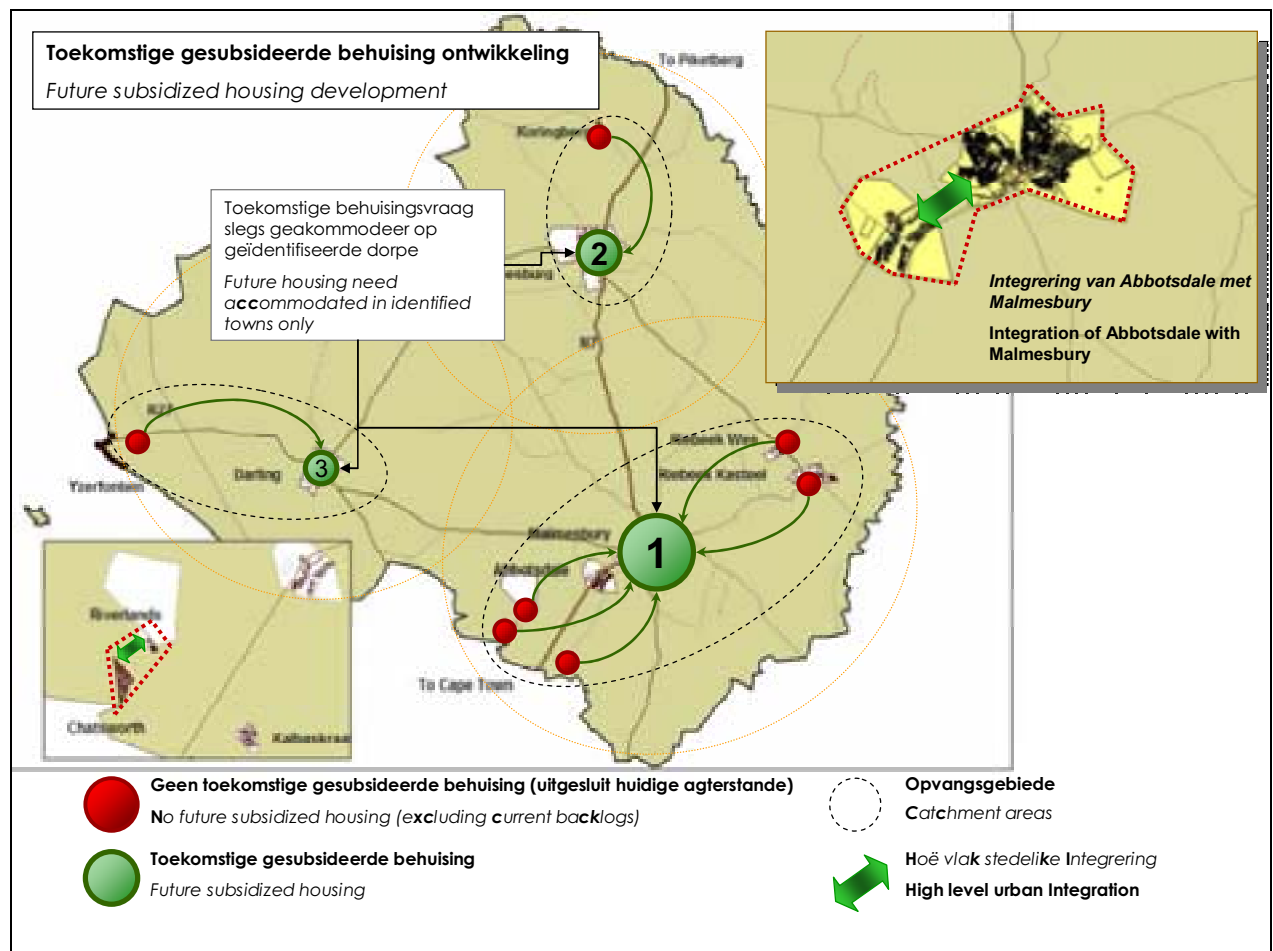 Toekomstige gesubsideerde behuising ontwikkeling
Future subsidized housing development
To Piketberg
Koringberg
Toekomstige behuisingsvraag
slegs geakkommodeer op
geïdentifiseerde dorpe
Future housing need
accommodated in identified
towns only
2
N7
Integrering van Abbotsdale met
Malmesbury
Integration of Abbotsdale with
Malmesbury
R27
Yzerfontein
Darling
3
Riebeek Wes
Riebeek Kasteel
Malmesbury
1
Abbotsdale
To Cape Town
Riverlands
Chatsworth
Kalbaskraal
Geen toekomstige gesubsideerde behuising (uitgesluit huidige agterstande)
No future subsidized housing (excluding current backlogs)
Toekomstige gesubsideerde behuising
Future subsidized housing
Opvangsgebiede
Catchment areas
Hoë vlak stedelike Integrering
High level urban Integration